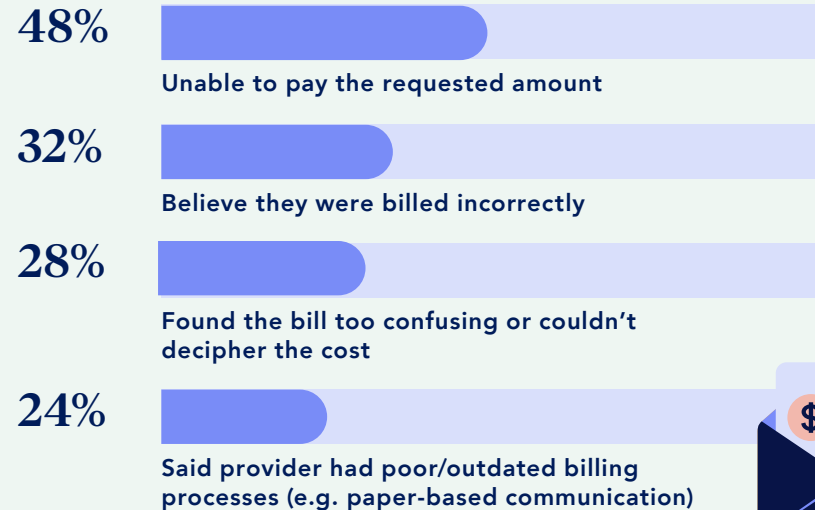 48%
Unable to pay the requested amount
32%
Believe they were billed incorrectly
28%
Found the bill too confusing or couldn’t
decipher the cost
24%
$
Said provider had poor/outdated billing
processes (e.g. paper-based communication)